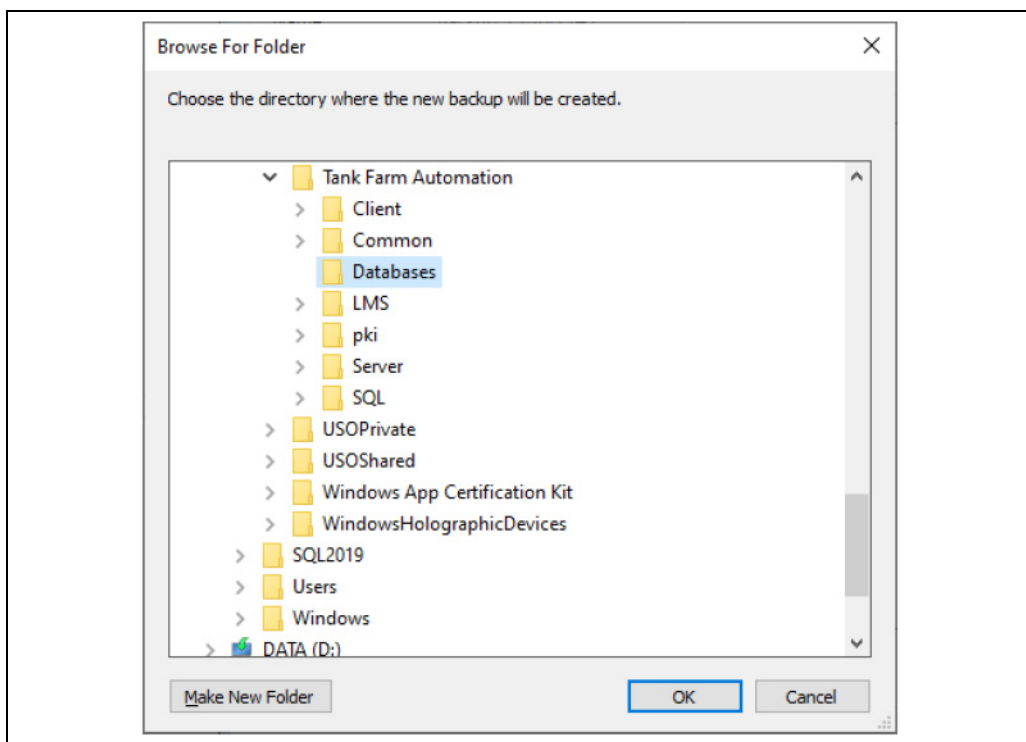 Browse For Folder
Choose the directory where the new backup will be created.
Tank Farm Automation
Client
Common
Databases
LMS
pki
Server
SQL
USOPrivate
USOShared
Windows App Certification Kit
WindowsHolographicDevices
SQL2019
Users
Windows
DATA (D:)
Make New Folder OK Cancel